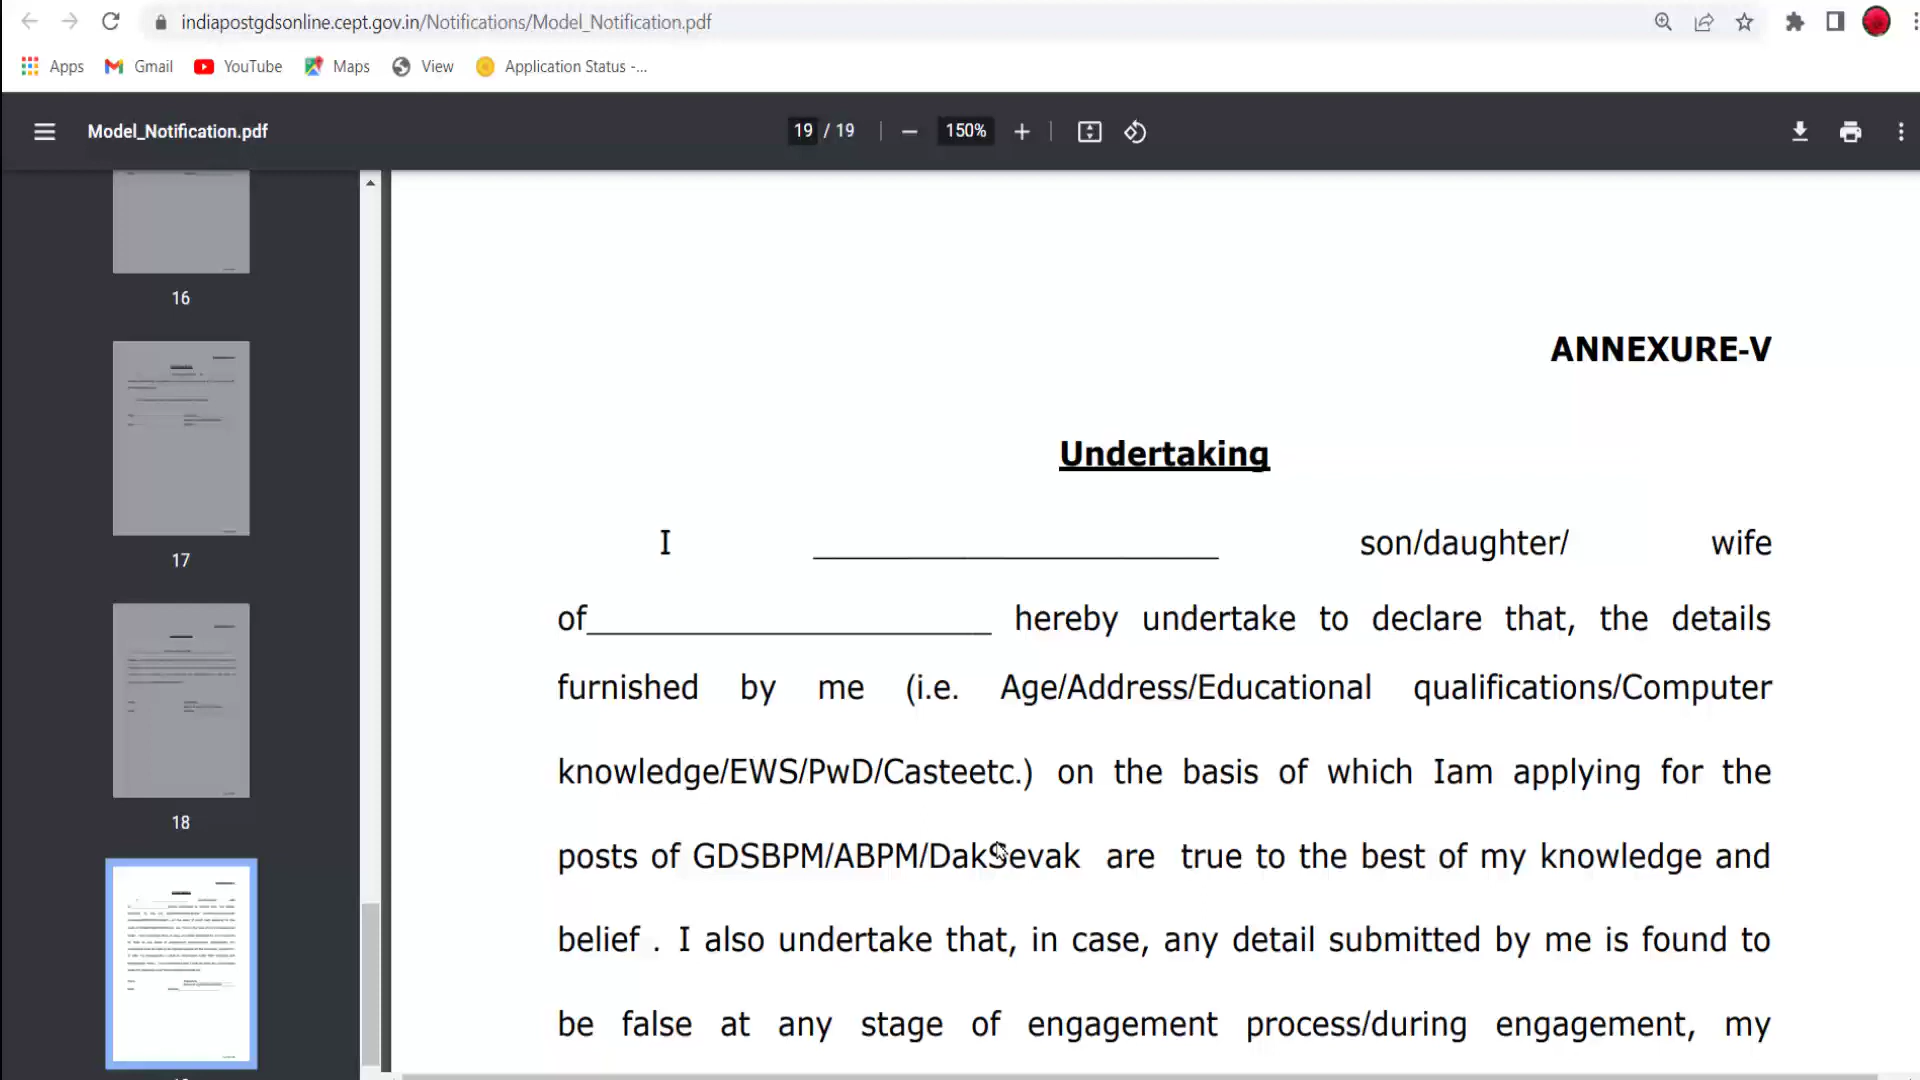 indiapostgdsonline.cept.gov.in/Notifications/Model_Notification.pdf
Apps Gmail YouTube Maps View Application Status -...
Model_Notification.pdf 19 / 19 150%
16
17
18
ANNEXURE-V
Undertaking
I ________________________ son/daughter/ wife
of________________________ hereby undertake to declare that, the details
furnished by me (i.e. Age/Address/Educational qualifications/Computer
knowledge/EWS/PwD/Casteetc.) on the basis of which Iam applying for the
posts of GDSBPM/ABPM/DakSevak are true to the best of my knowledge and
belief . I also undertake that, in case, any detail submitted by me is found to
be false at any stage of engagement process/during engagement, my